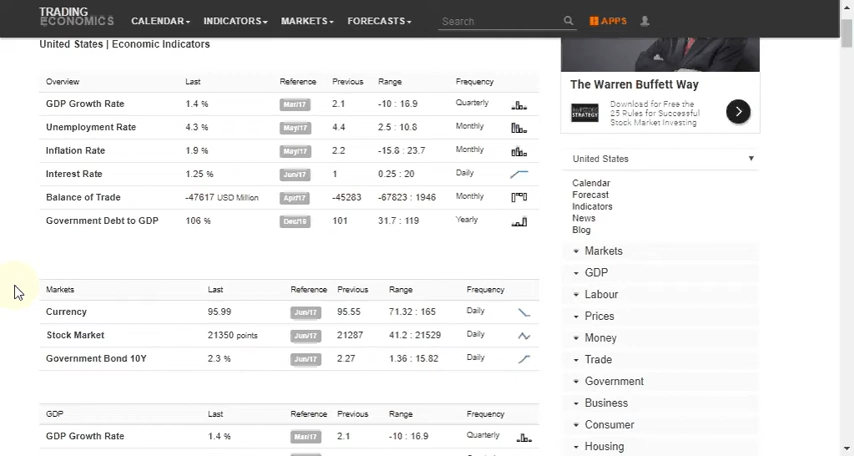 TRADING
ECONOMICS
CALENDAR INDICATORS MARKETS FORECASTS Search APPS
United States | Economic Indicators
Overview Last Reference Previous Range Frequency
GDP Growth Rate 1.4 % Mar/17 2.1 -10 : 16.9 Quarterly
Unemployment Rate 4.3 % May/17 4.4 2.5 : 10.8 Monthly
Inflation Rate 1.9 % May/17 2.2 -15.8 : 23.7 Monthly
Interest Rate 1.25 % Jun/17 1 0.25 : 20 Daily
Balance of Trade -47617 USD Million Apr/17 -45283 -67823 : 1946 Monthly
Government Debt to GDP 106 % Dec/16 101 31.7 : 119 Yearly
Markets Last Reference Previous Range Frequency
Currency 95.99 Jun/17 95.55 71.32 : 165 Daily
Stock Market 21350 points Jun/17 21287 41.2 : 21529 Daily
Government Bond 10Y 2.3 % Jun/17 2.27 1.36 : 15.82 Daily
GDP Last Reference Previous Range Frequency
GDP Growth Rate 1.4 % Mar/17 2.1 -10 : 16.9 Quarterly
The Warren Buffett Way
INVESTORS
STRATEGY
Download for Free the
25 Rules for Successful
Stock Market Investing
United States
Calendar
Forecast
Indicators
News
Blog
Markets
GDP
Labour
Prices
Money
Trade
Government
Business
Consumer
Housing